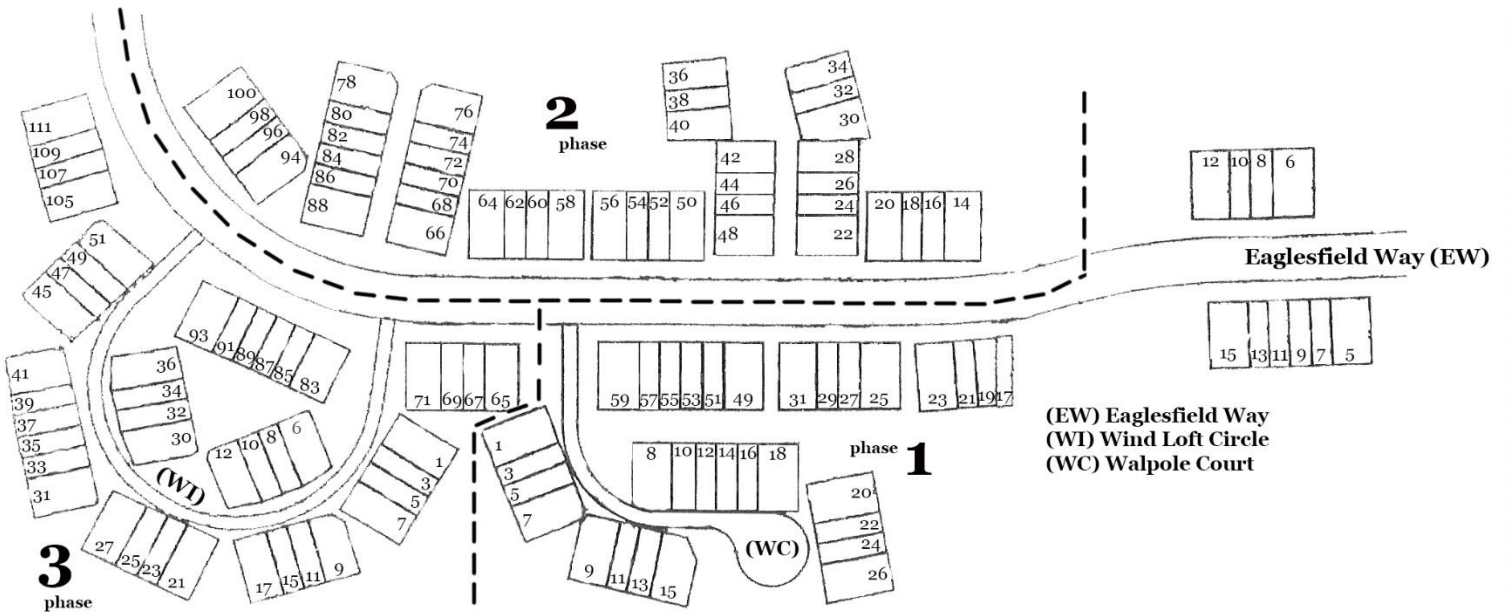 100
98
96
94
78
80
82
84
86
88
76
74
72
70
68
66
2
phase
36
38
40
34
32
30
42
44
46
48
28
26
24
22
64 62 60 58
56 54 52 50
20 18 16 14
12 10 8 6
Eaglesfield Way (EW)
15 13 11 9 7 5
111
109
107
105
51
49
47
45
93 91 89 87 85 83
71 69 67 65
59 57 55 53 51 49
31 29 27 25
23 21 19 17
41
39
37
35
33
31
36
34
32
30
12 10 8 6
(WI)
1
3
5
7
1
3
5
7
8 10 12 14 16 18
phase 1
20
22
24
26
(EW) Eaglesfield Way
(WI) Wind Loft Circle
(WC) Walpole Court
27 25 23 21
17 15 11 9
9 11 13 15
(WC)
3
phase